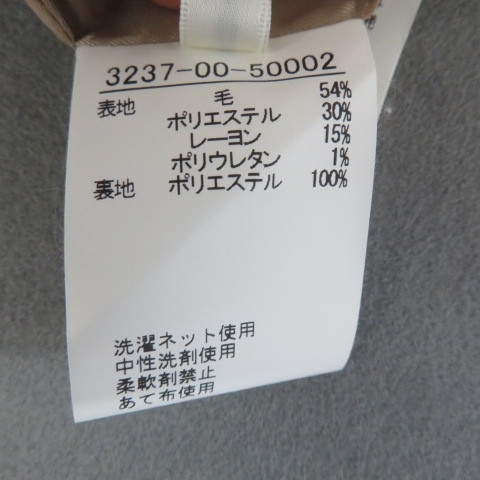 3237-00-50002
表地 毛 54%
ポリエステル 30%
レーヨン 15%
ポリウレタン 1%
裏地 ポリエステル 100%
洗濯ネット使用
中性洗剤使用
柔軟剤禁止
あて布使用